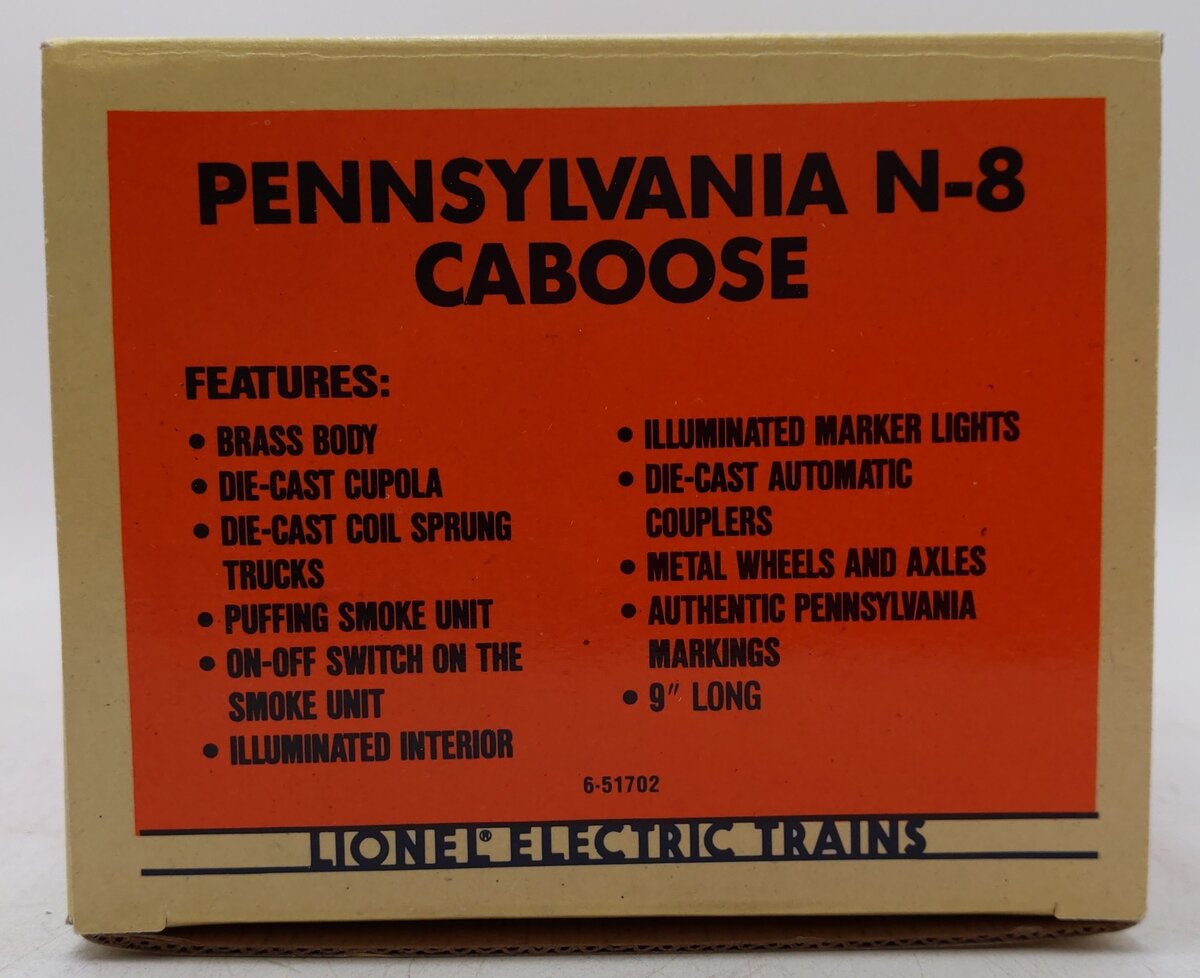 PENNSYLVANIA N-8
CABOOSE
FEATURES:
• BRASS BODY
• DIE-CAST CUPOLA
• DIE-CAST COIL SPRUNG
TRUCKS
• PUFFING SMOKE UNIT
• ON-OFF SWITCH ON THE
SMOKE UNIT
• ILLUMINATED INTERIOR
• ILLUMINATED MARKER LIGHTS
• DIE-CAST AUTOMATIC
COUPLERS
• METAL WHEELS AND AXLES
• AUTHENTIC PENNSYLVANIA
MARKINGS
• 9" LONG
6-51702
LIONEL® ELECTRIC TRAINS